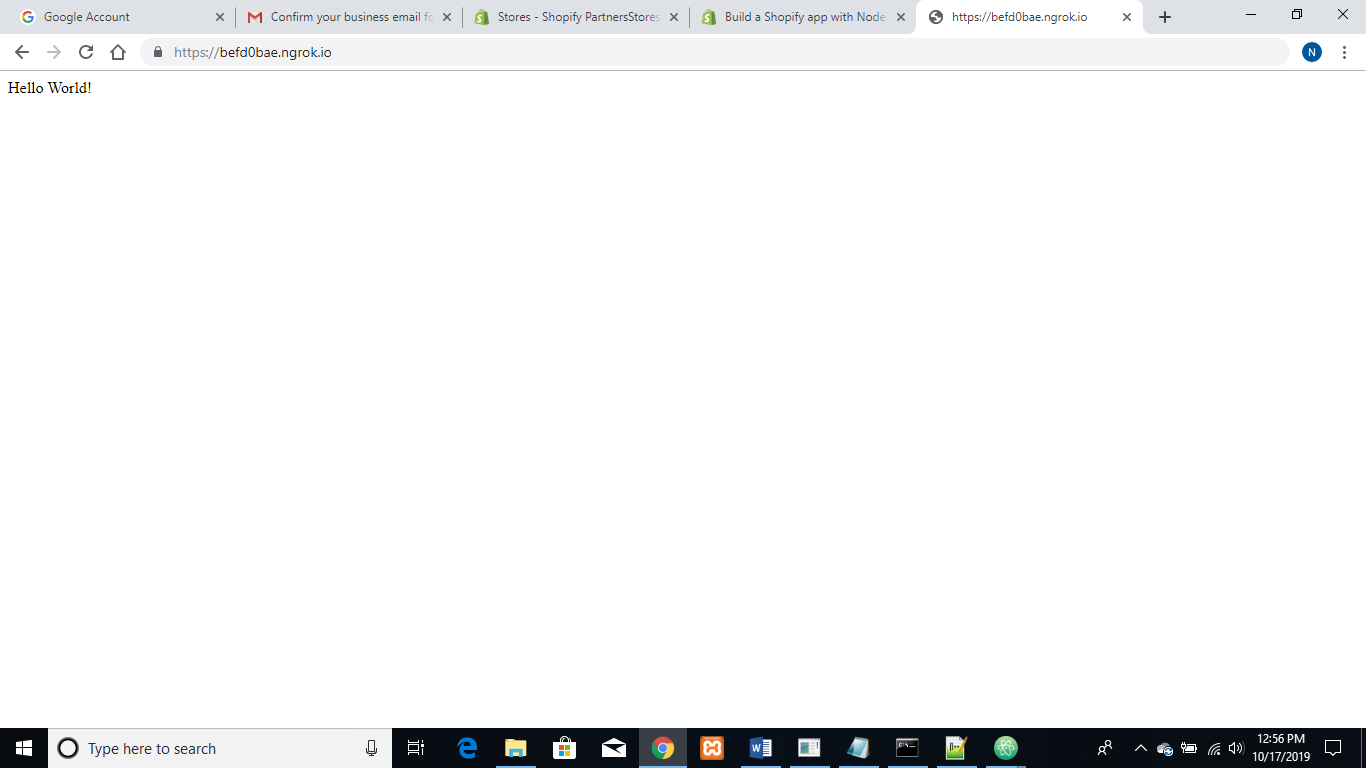 Google Account
Confirm your business email fo
Stores - Shopify PartnersStores
Build a Shopify app with Node
https://befd0bae.ngrok.io
https://befd0bae.ngrok.io
N
Hello World!
Type here to search
12:56 PM
10/17/2019